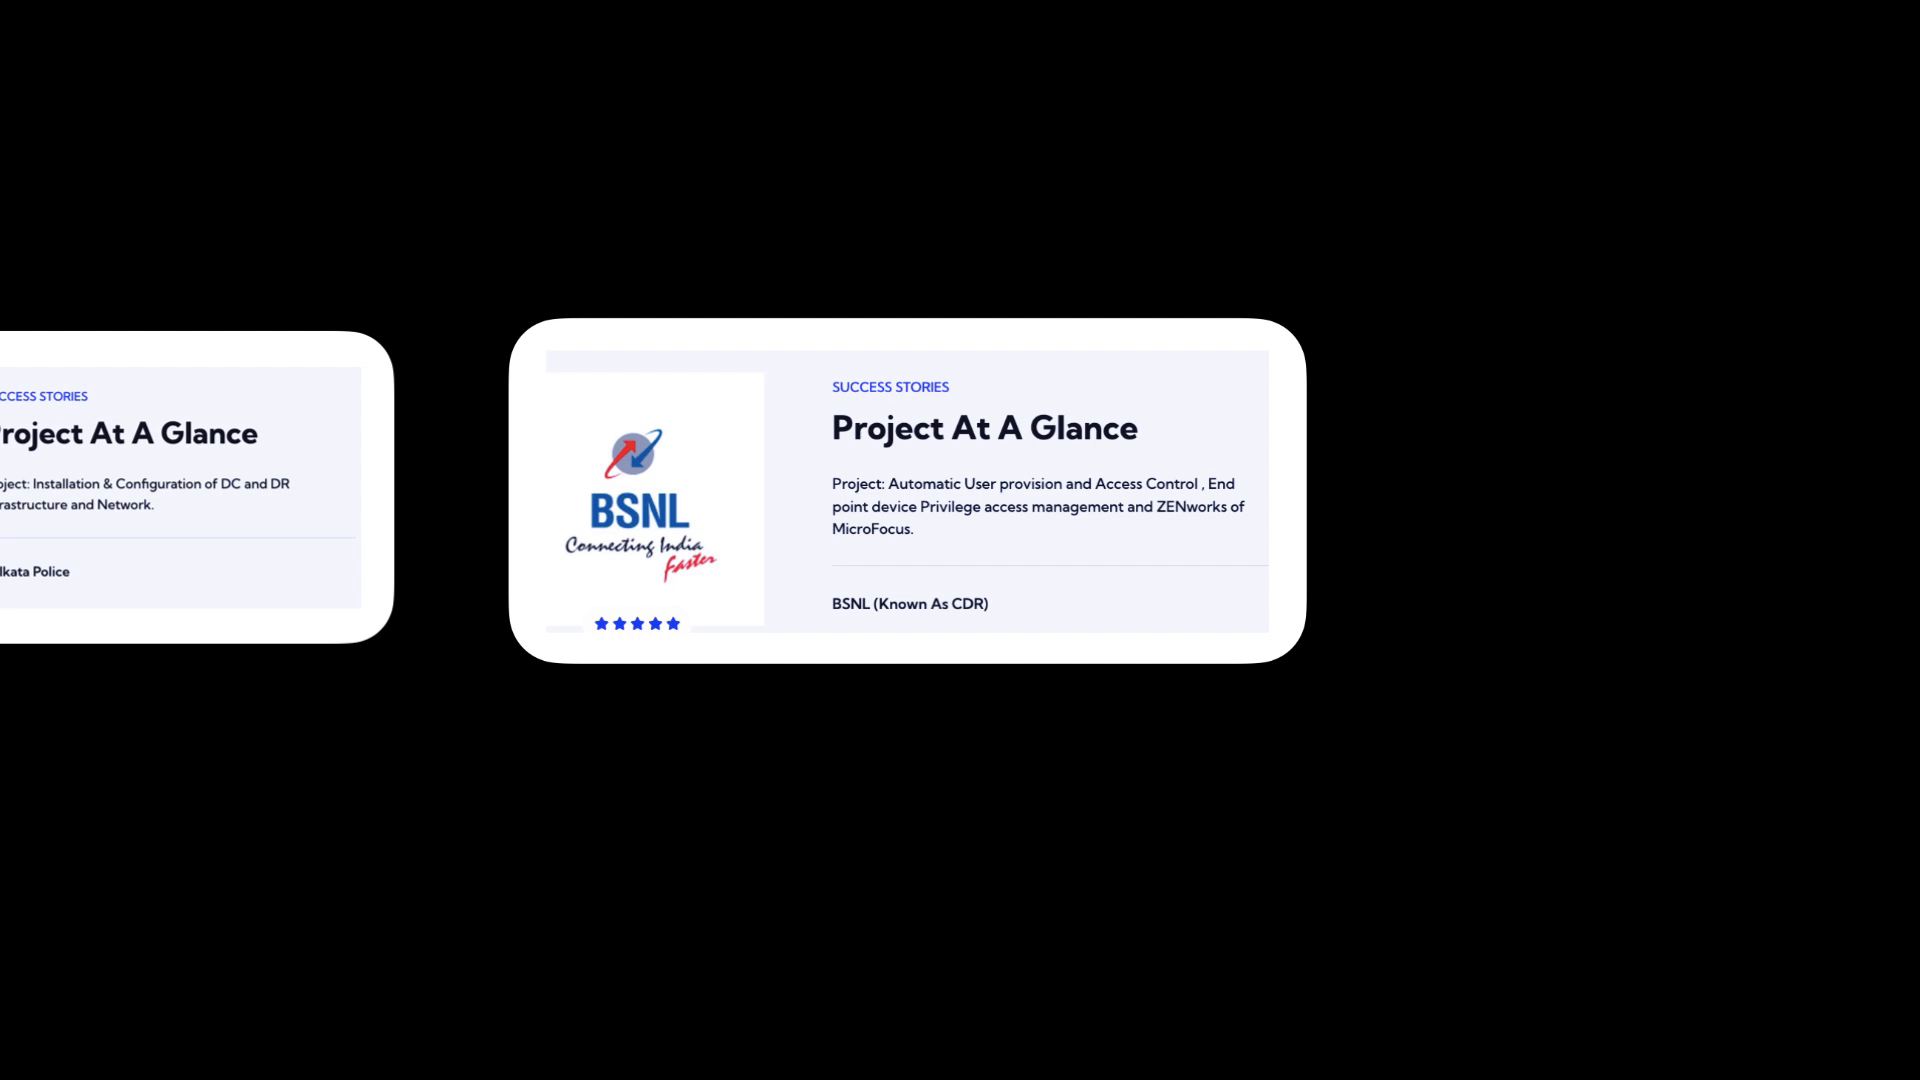 CCESS STORIES
roject At A Glance
oject: Installation & Configuration of DC and DR
rastructure and Network.
lkata Police
BSNL
Connecting India
faster
SUCCESS STORIES
Project At A Glance
Project: Automatic User provision and Access Control , End
point device Privilege access management and ZENworks of
MicroFocus.
BSNL (Known As CDR)